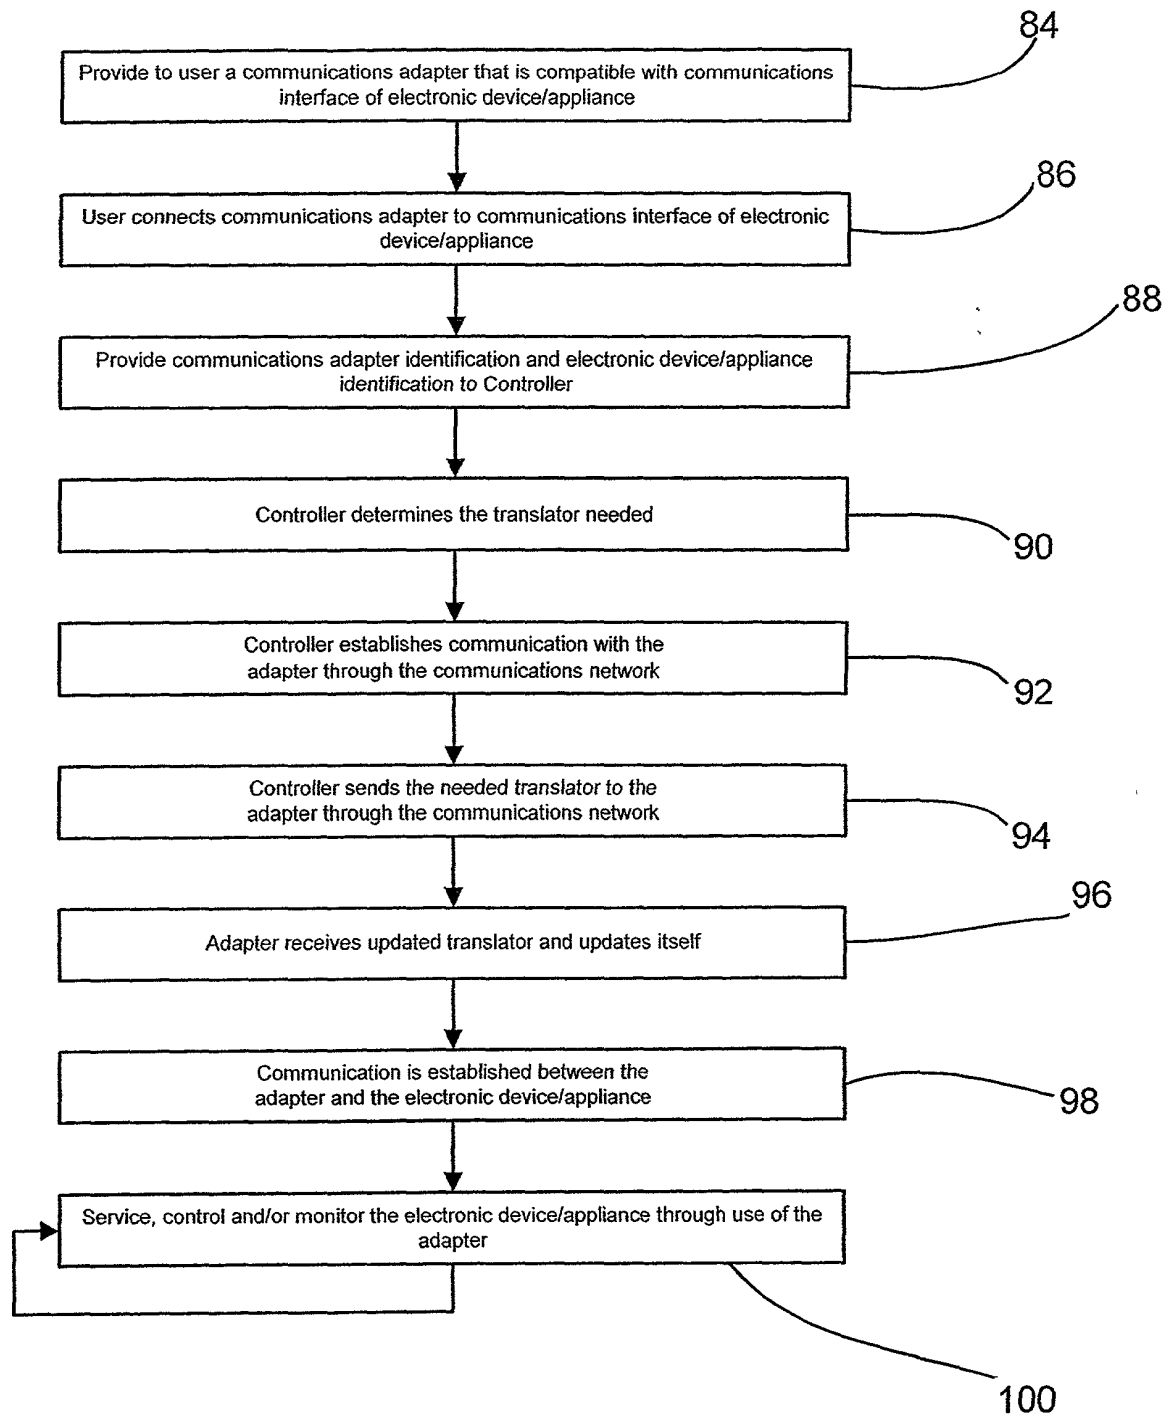 84
Provide to user a communications adapter that is compatible with communications
interface of electronic device/appliance
86
User connects communications adapter to communications interface of electronic
device/appliance
88
Provide communications adapter identification and electronic device/appliance
identification to Controller
Controller determines the translator needed
90
Controller establishes communication with the
adapter through the communications network
92
Controller sends the needed translator to the
adapter through the communications network
94
96
Adapter receives updated translator and updates itself
Communication is established between the
adapter and the electronic device/appliance
98
Service, control and/or monitor the electronic device/appliance through use of the
adapter
100